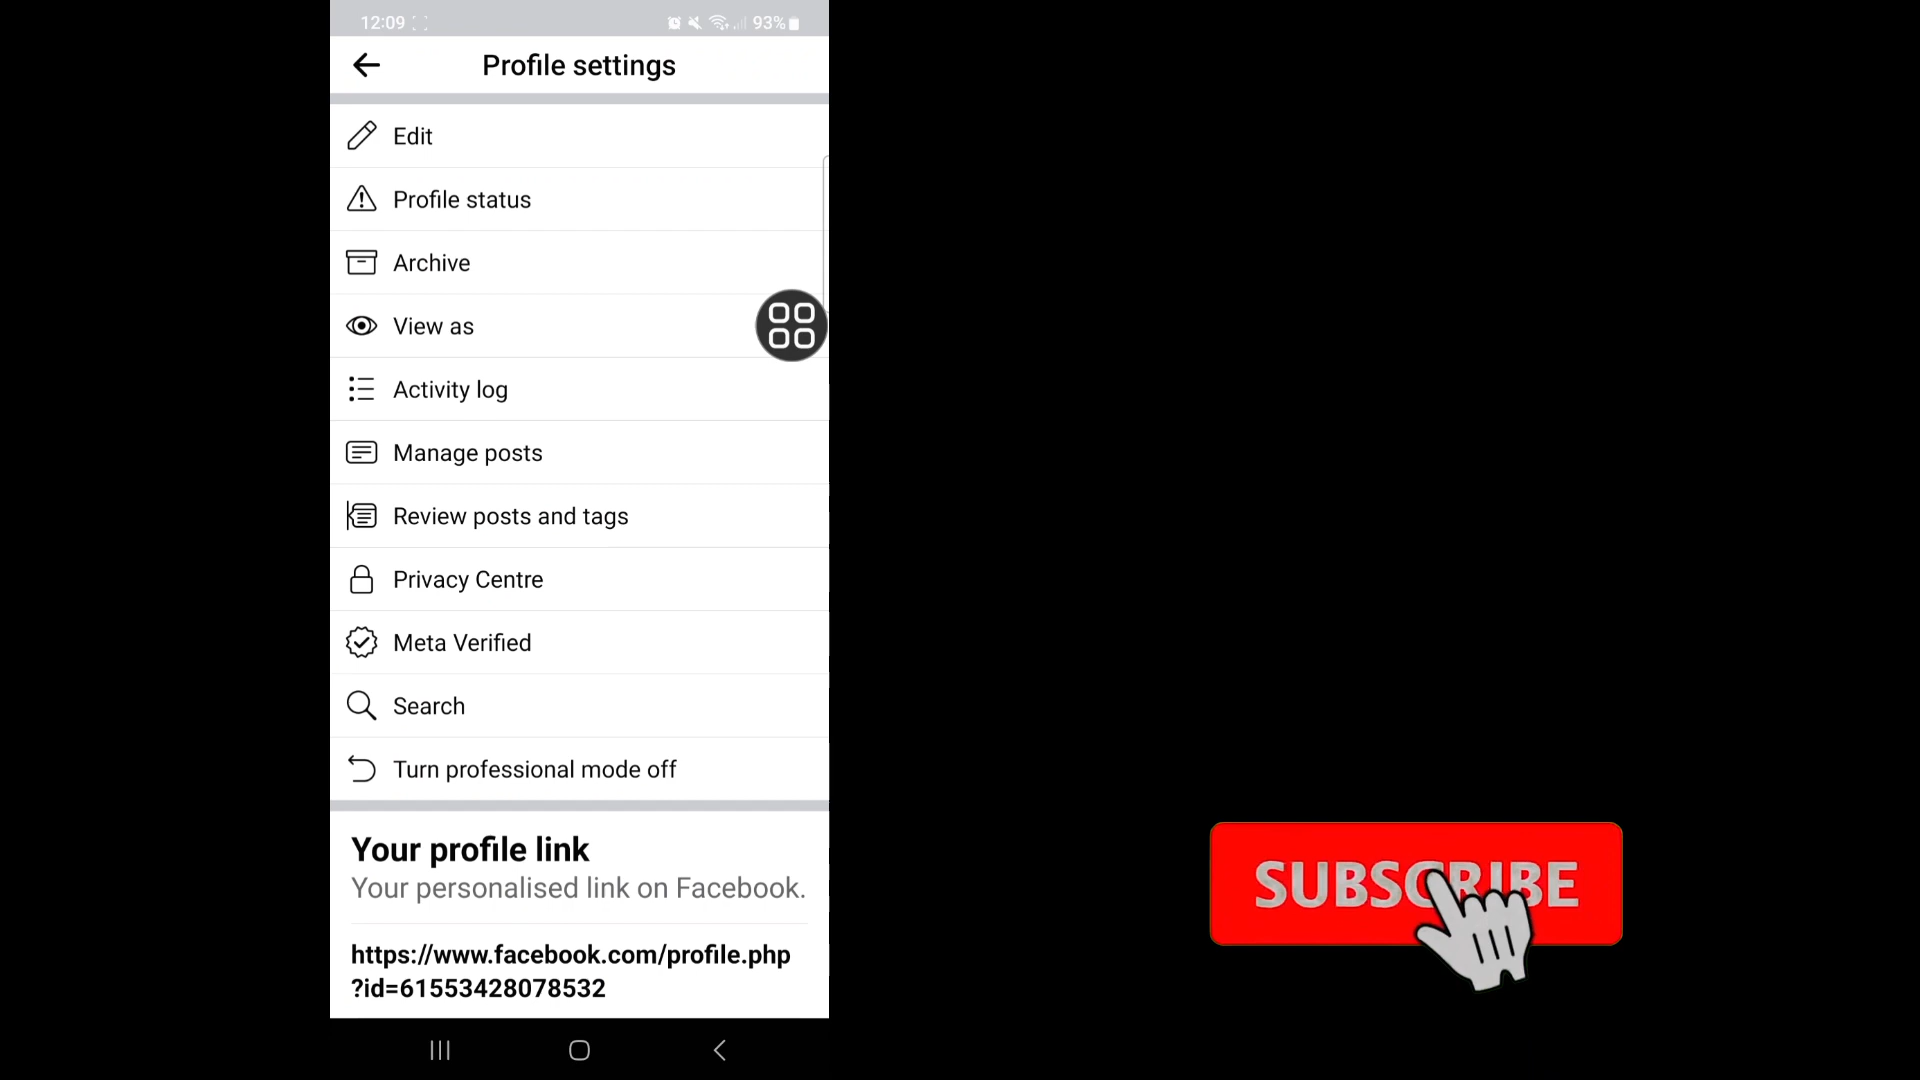 12:09 93%
Profile settings
Edit
Profile status
Archive
View as
Activity log
Manage posts
Review posts and tags
Privacy Centre
Meta Verified
Search
Turn professional mode off
Your profile link
Your personalised link on Facebook.
https://www.facebook.com/profile.php
?id=61553428078532
SUBSCRIBE